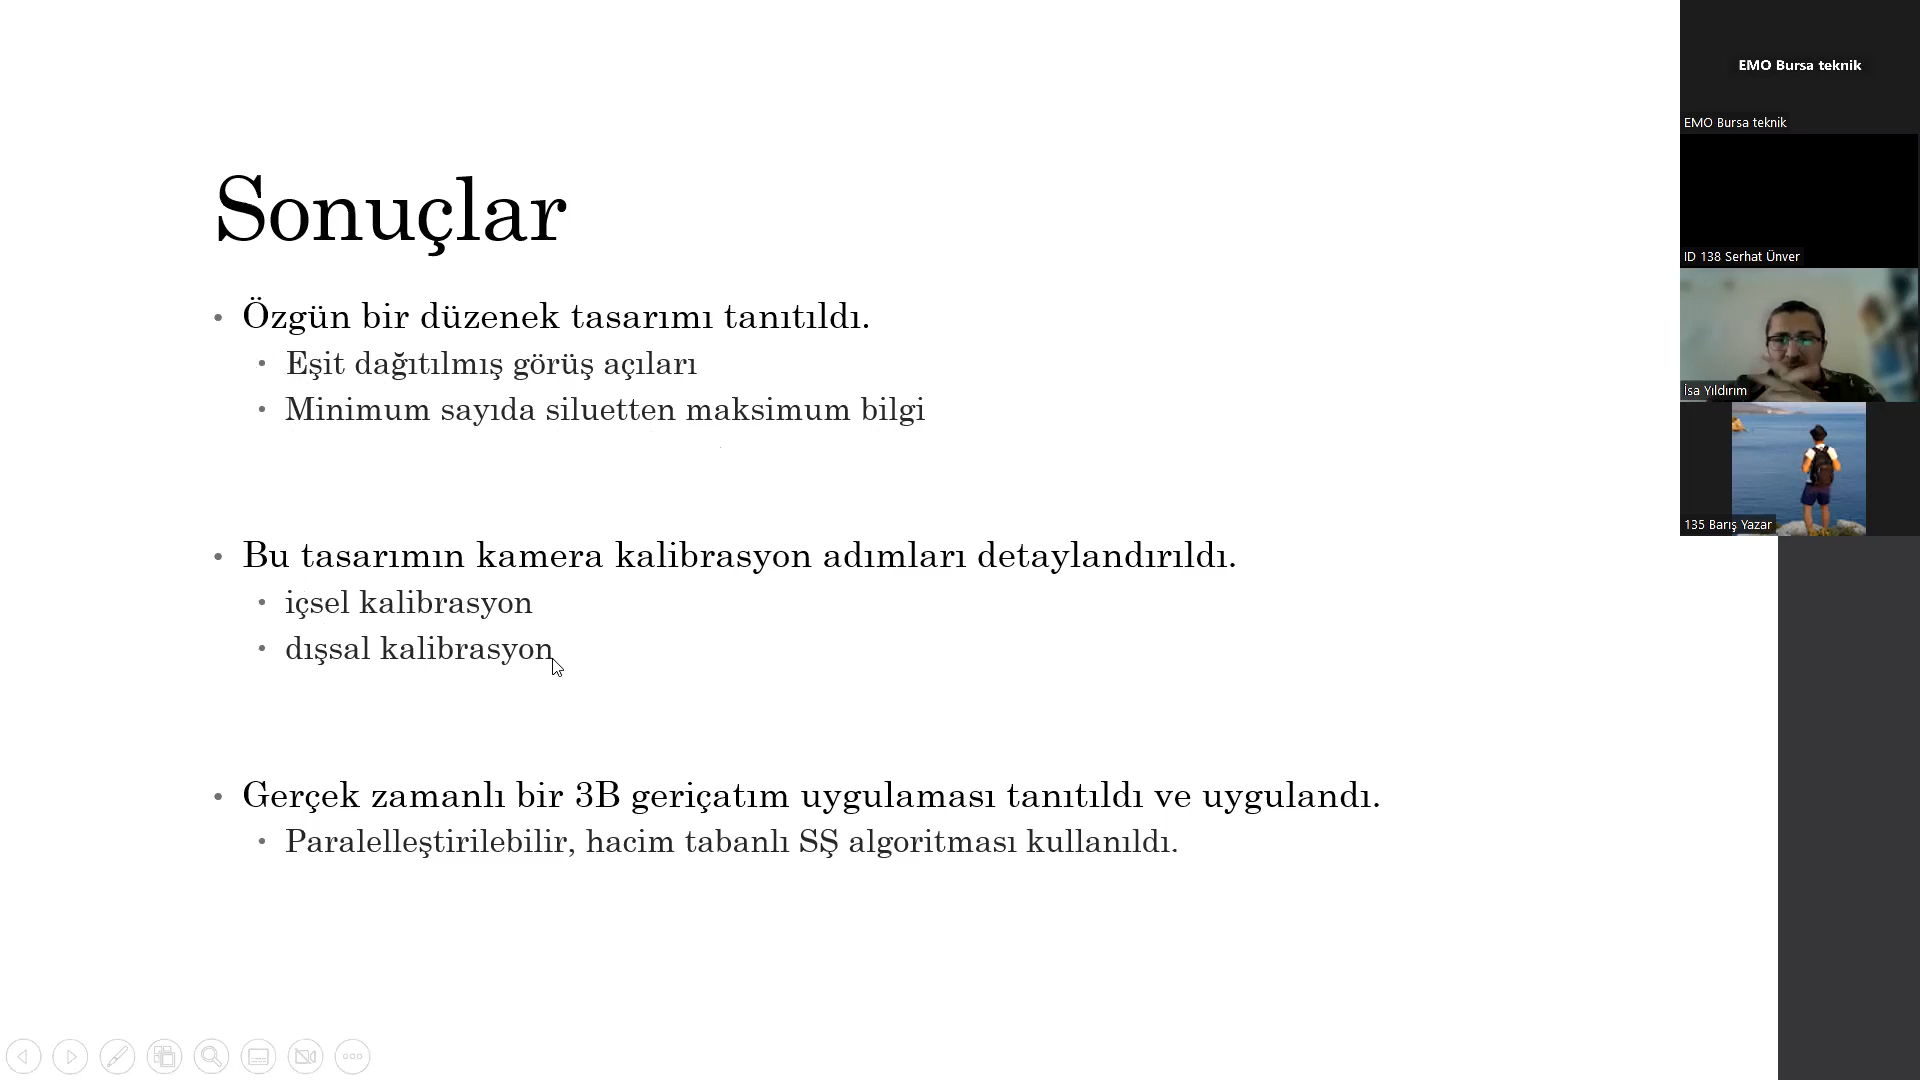 Sonuçlar
• Özgün bir düzenek tasarımı tanıtıldı.
• Eşit dağıtılmış görüş açıları
• Minimum sayıda siluetten maksimum bilgi
• Bu tasarımın kamera kalibrasyon adımları detaylandırıldı.
• içsel kalibrasyon
• dışsal kalibrasyon
• Gerçek zamanlı bir 3B geriçatım uygulaması tanıtıldı ve uygulandı.
• Paralelleştirilebilir, hacim tabanlı SŞ algoritması kullanıldı.
EMO Bursa teknik
EMO Bursa teknik
ID 138 Serhat Ünver
İsa Yıldırım
135 Barış Yazar